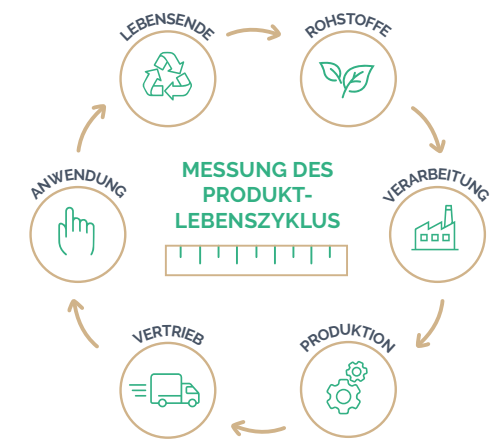 LEBENSENDE
ROHSTOFFE
ANWENDUNG
MESSUNG DES
PRODUKT-
LEBENSZYKLUS
VERARBEITUNG
VERTRIEB
PRODUKTION